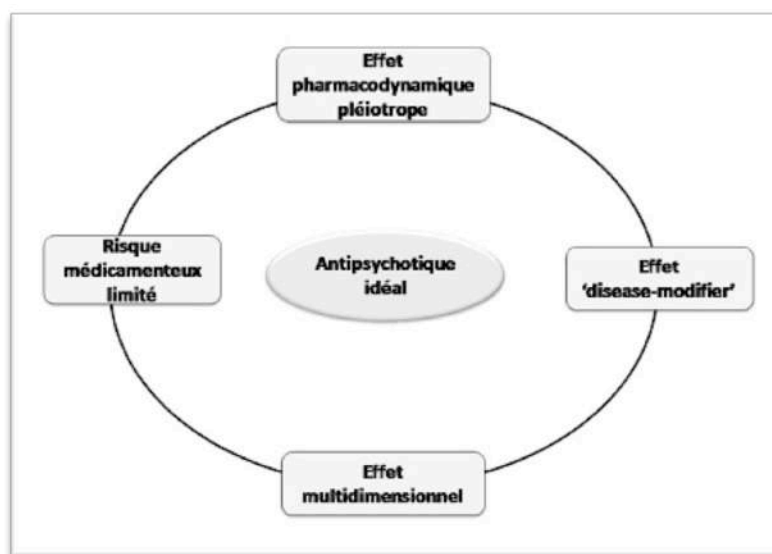 Effet
pharmacodynamique
pléiotrope
Risque
médicamenteux
limité
Antipsychotique
idéal
Effet
‘disease-modifier’
Effet
multidimensionnel